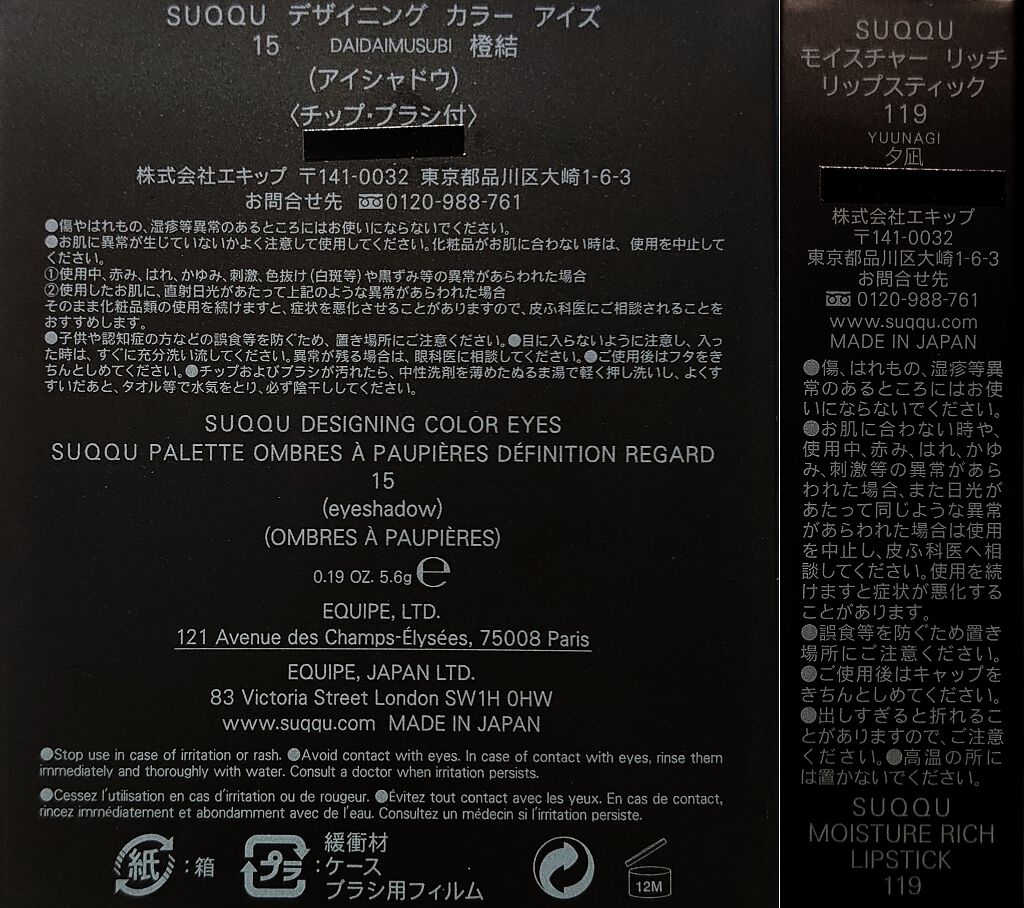 SUQQU デザイニング カラー アイズ
15 DAIDAIMUSUBI 橙結
(アイシャドウ)
〈チップ・ブラシ付〉
株式会社エキップ 〒141-0032 東京都品川区大崎1-6-3
お問合せ先 0120-988-761
●傷やはれもの、湿疹等異常のあるところにはお使いにならないでください。
●お肌に異常が生じていないかよく注意して使用してください。化粧品がお肌に合わない時は、使用を中止して
ください。
①使用中、赤み、はれ、かゆみ、刺激、色抜け(白斑等)や黒ずみ等の異常があらわれた場合
②使用したお肌に、直射日光があたって上記のような異常があらわれた場合
そのまま化粧品類の使用を続けますと、症状を悪化させることがありますので、皮ふ科医にご相談されることを
おすすめします。
●子供や認知症の方などの誤食等を防ぐため、置き場所にご注意ください。●目に入らないように注意し、入っ
た時は、すぐに充分洗い流してください。異常が残る場合は、眼科医に相談してください。●ご使用後はフタをき
ちんとしめてください。●チップおよびブラシが汚れたら、中性洗剤を薄めたぬるま湯で軽く押し洗いし、よくす
すいだあと、タオル等で水気をとり、必ず陰干ししてください。
SUQQU DESIGNING COLOR EYES
SUQQU PALETTE OMBRES À PAUPIÈRES DÉFINITION REGARD
15
(eyeshadow)
(OMBRES À PAUPIÈRES)
0.19 OZ. 5.6g ℮
EQUIPE, LTD.
121 Avenue des Champs-Élysées, 75008 Paris
EQUIPE, JAPAN LTD.
83 Victoria Street London SW1H 0HW
www.suqqu.com MADE IN JAPAN
●Stop use in case of irritation or rash. ●Avoid contact with eyes. In case of contact with eyes, rinse them
immediately and thoroughly with water. Consult a doctor when irritation persists.
●Cessez l'utilisation en cas d'irritation ou de rougeur. ●Évitez tout contact avec les yeux. En cas de contact,
rincez immédiatement et abondamment avec de l'eau. Consultez un médecin si l'irritation persiste.
紙:箱
プラ:緩衝材
ケース
ブラシ用フィルム
12M
SUQQU
モイスチャー リッチ
リップスティック
119
YUUNAGI
夕凪
株式会社エキップ
〒141-0032
東京都品川区大崎1-6-3
お問合せ先
0120-988-761
www.suqqu.com
MADE IN JAPAN
●傷、はれもの、湿疹等異
常のあるところにはお使
いにならないでください。
●お肌に合わない時や、
使用中、赤み、はれ、かゆ
み、刺激等の異常があら
われた場合、また日光が
あたって同じような異常
があらわれた場合は使用
を中止し、皮ふ科医へ相
談してください。使用を続
けますと症状が悪化する
ことがあります。
●誤食等を防ぐため置き
場所にご注意ください。
●ご使用後はキャップを
きちんとしめてください。
●出しすぎると折れるこ
とがありますので、ご注意
ください。●高温の所に
は置かないでください。
SUQQU
MOISTURE RICH
LIPSTICK
119